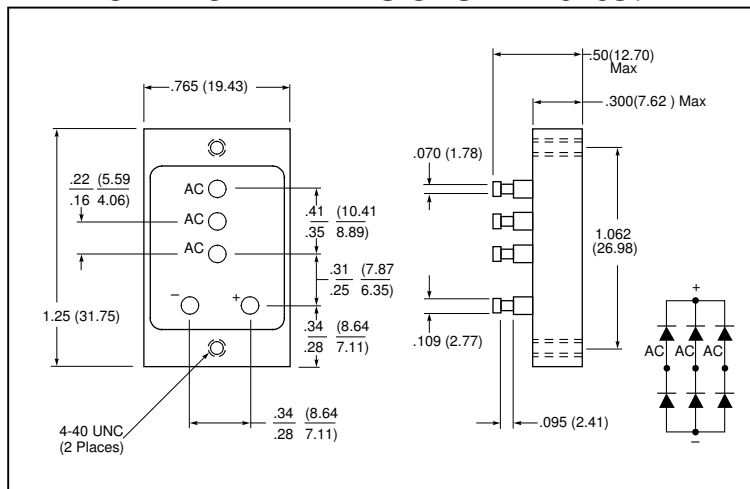 .50(12.70)
Max
.765 (19.43)
.300(7.62 ) Max
.070 (1.78)
.22 (5.59
.16 4.06)
AC
AC
AC
.41 (10.41
.35 8.89)
1.062
(26.98)
.31 (7.87
.25 6.35)
1.25 (31.75)
– +
.34 (8.64
.28 7.11)
.109 (2.77)
+
AC AC AC
–
4-40 UNC
(2 Places)
.34 (8.64
.28 7.11)
.095 (2.41)